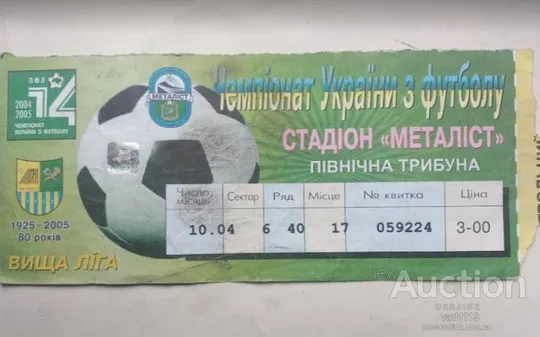 ПФЛ
2004
2005
14
ЧЕМПІОНАТ
УКРАЇНИ З ФУТБОЛУ
МЕТАЛІСТ
Чемпіонат України з футболу
СТАДІОН «МЕТАЛІСТ»
ПІВНІЧНА ТРИБУНА
1925-2005
80 років
ВИЩА ЛІГА
Число, місяць Сектор Ряд Місце № квитка Ціна
10.04 6 40 17 059224 3-00
Auction
UKRAINE
vad1113